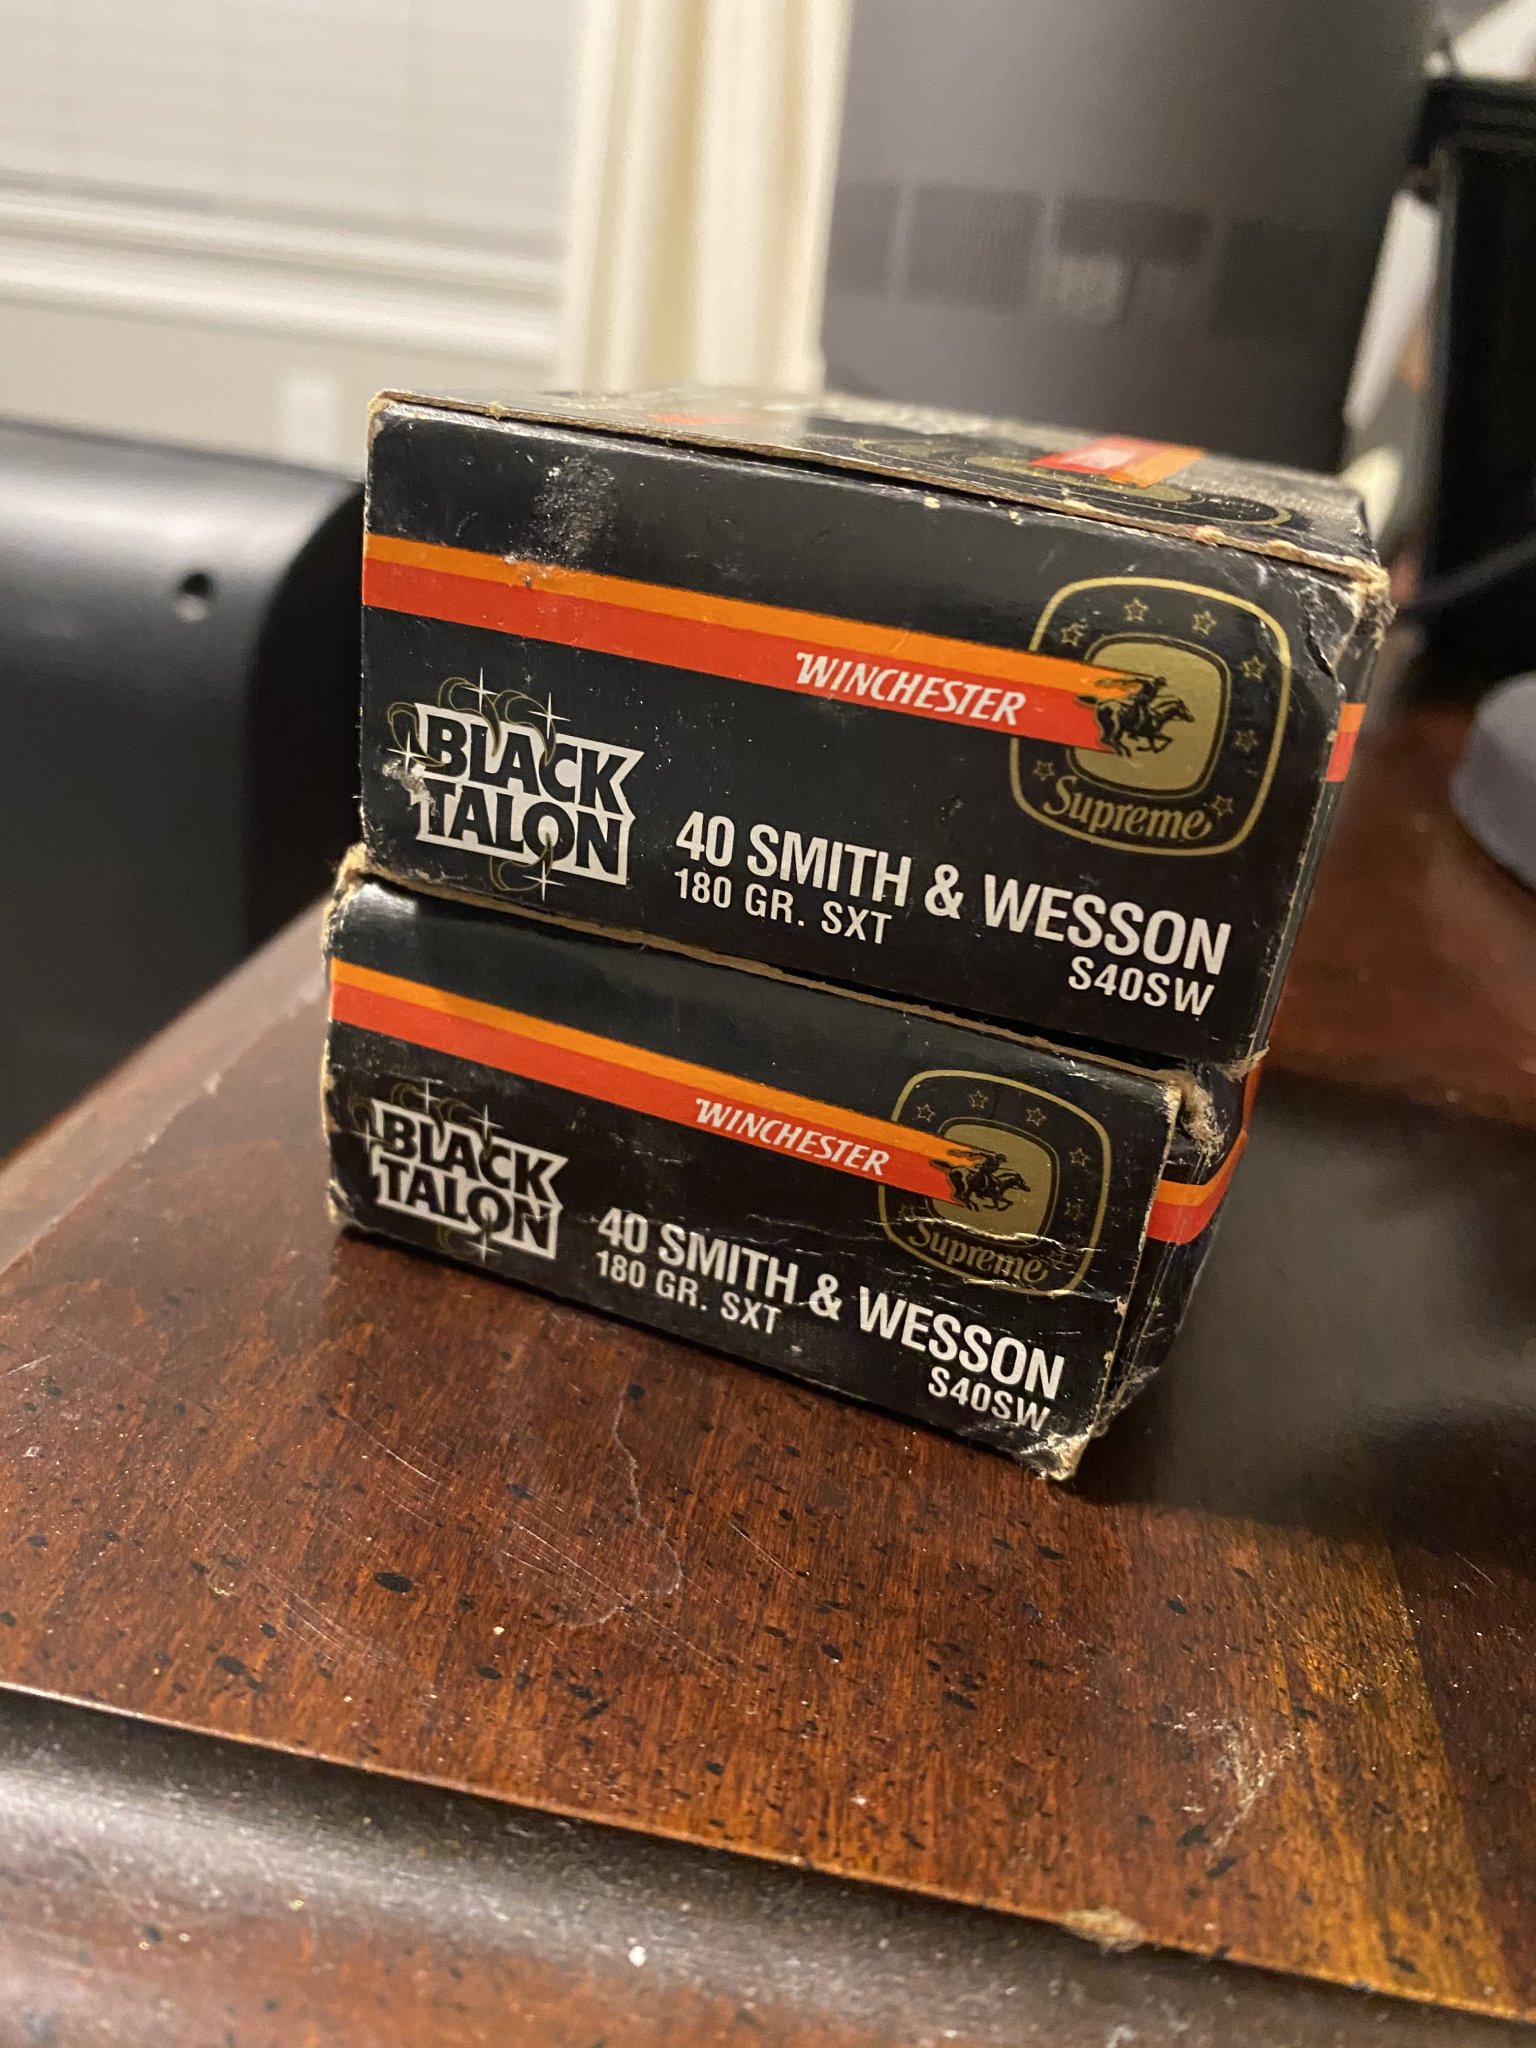 WINCHESTER
BLACK
TALON
Supreme
40 SMITH & WESSON
180 GR. SXT
S40SW
WINCHESTER
BLACK
TALON
Supreme
40 SMITH & WESSON
180 GR. SXT
S40SW